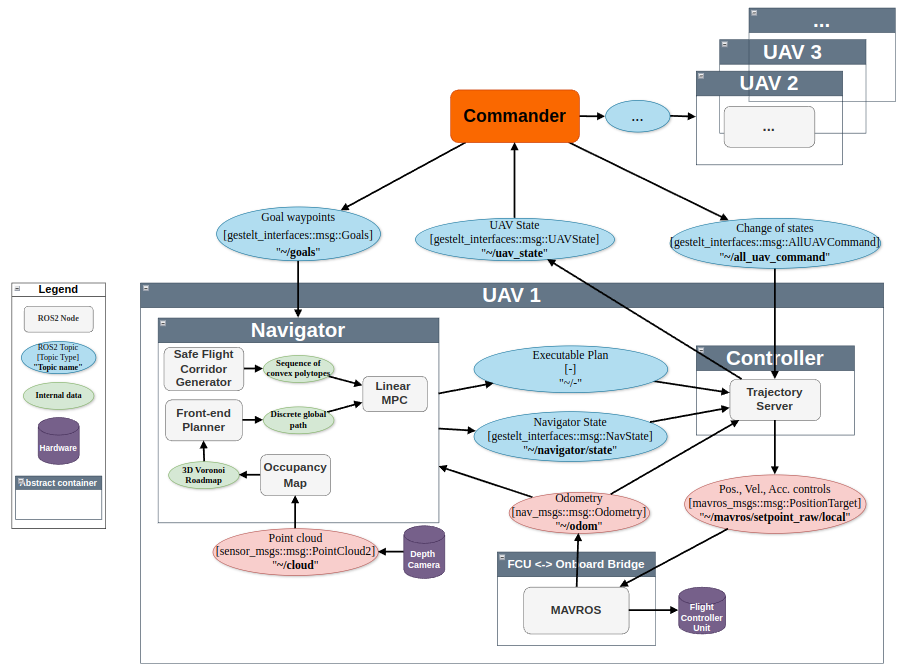 ...
UAV 3
UAV 2
...
Commander
...
Goal waypoints
[gestelt_interfaces::msg::Goals]
"~/goals"
UAV State
[gestelt_interfaces::msg::UAVState]
"~/uav_state"
Change of states
[gestelt_interfaces::msg::AllUAVCommand]
"~/all_uav_command"
Legend
ROS2 Node
ROS2 Topic
[Topic Type]
"Topic name"
Internal data
Hardware
Abstract container
UAV 1
Navigator
Safe Flight
Corridor
Generator
Sequence of
convex polytopes
Linear
MPC
Front-end
Planner
Discrete global
path
3D Voronoi
Roadmap
Occupancy
Map
Executable Plan
[-]
"~/-"
Navigator State
[gestelt_interfaces::msg::NavState]
"~/navigator/state"
Controller
Trajectory
Server
Odometry
[nav_msgs::msg::Odometry]
"~/odom"
Pos., Vel., Acc. controls
[mavros_msgs::msg::PositionTarget]
"~/mavros/setpoint_raw/local"
Point cloud
[sensor_msgs::msg::PointCloud2]
"~/cloud"
Depth
Camera
FCU <-> Onboard Bridge
MAVROS
Flight
Controller
Unit